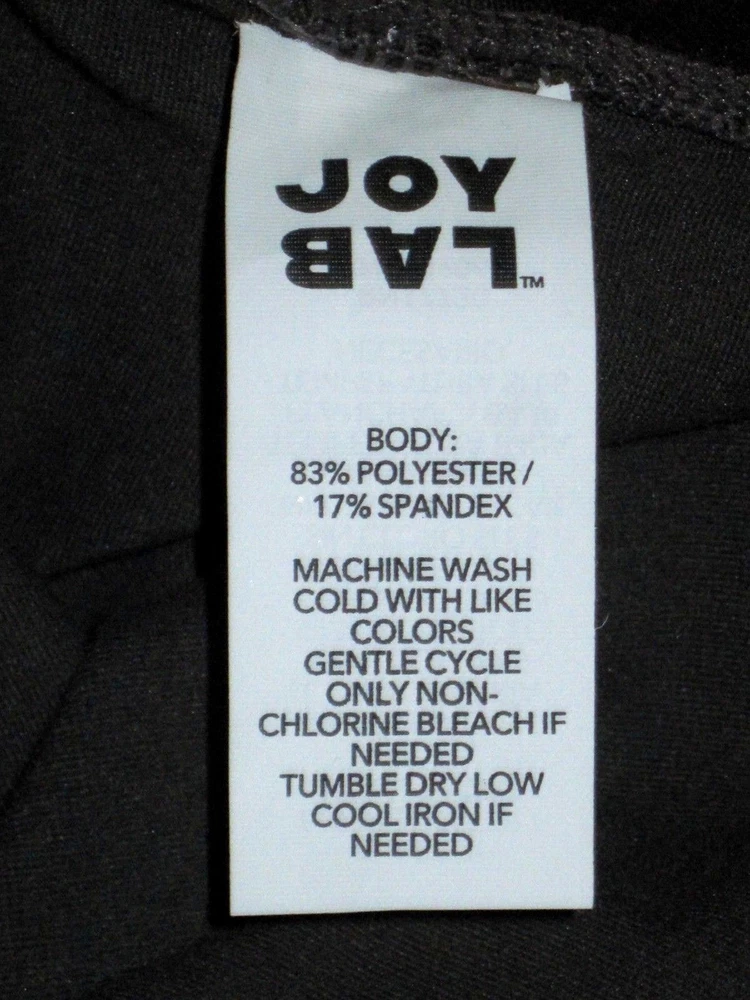 JOY
LAB™
BODY:
83% POLYESTER /
17% SPANDEX
MACHINE WASH
COLD WITH LIKE
COLORS
GENTLE CYCLE
ONLY NON-
CHLORINE BLEACH IF
NEEDED
TUMBLE DRY LOW
COOL IRON IF
NEEDED